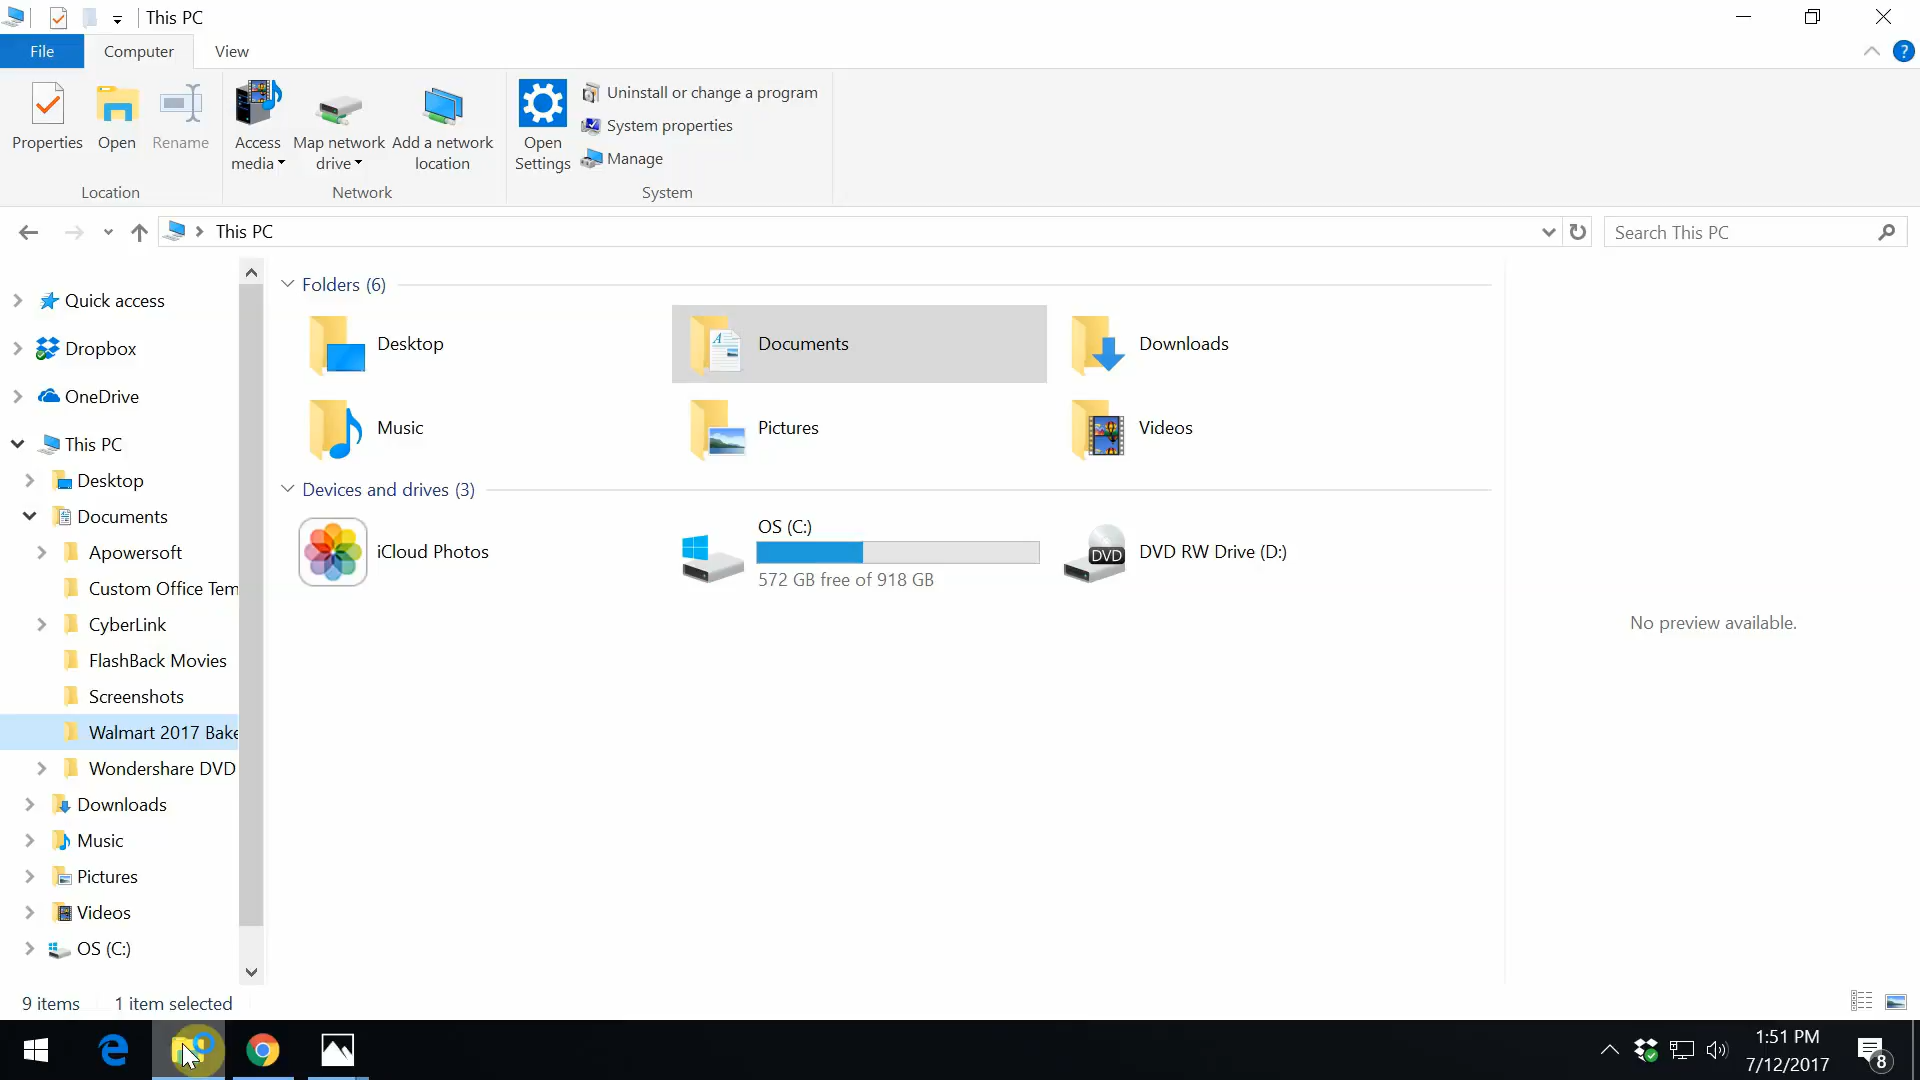 This PC
File
Computer
View
?
Properties
Open
Rename
Access
media
Map network
drive
Add a network
location
Open
Settings
Uninstall or change a program
System properties
Manage
Location
Network
System
This PC
Search This PC
Quick access
Dropbox
OneDrive
This PC
Desktop
Documents
Apowersoft
Custom Office Tem
CyberLink
FlashBack Movies
Screenshots
Walmart 2017 Bake
Wondershare DVD
Downloads
Music
Pictures
Videos
OS (C:)
Folders (6)
Desktop
Documents
Downloads
Music
Pictures
Videos
Devices and drives (3)
iCloud Photos
OS (C:)
572 GB free of 918 GB
DVD
DVD RW Drive (D:)
No preview available.
9 items
1 item selected
1:51 PM
7/12/2017
8